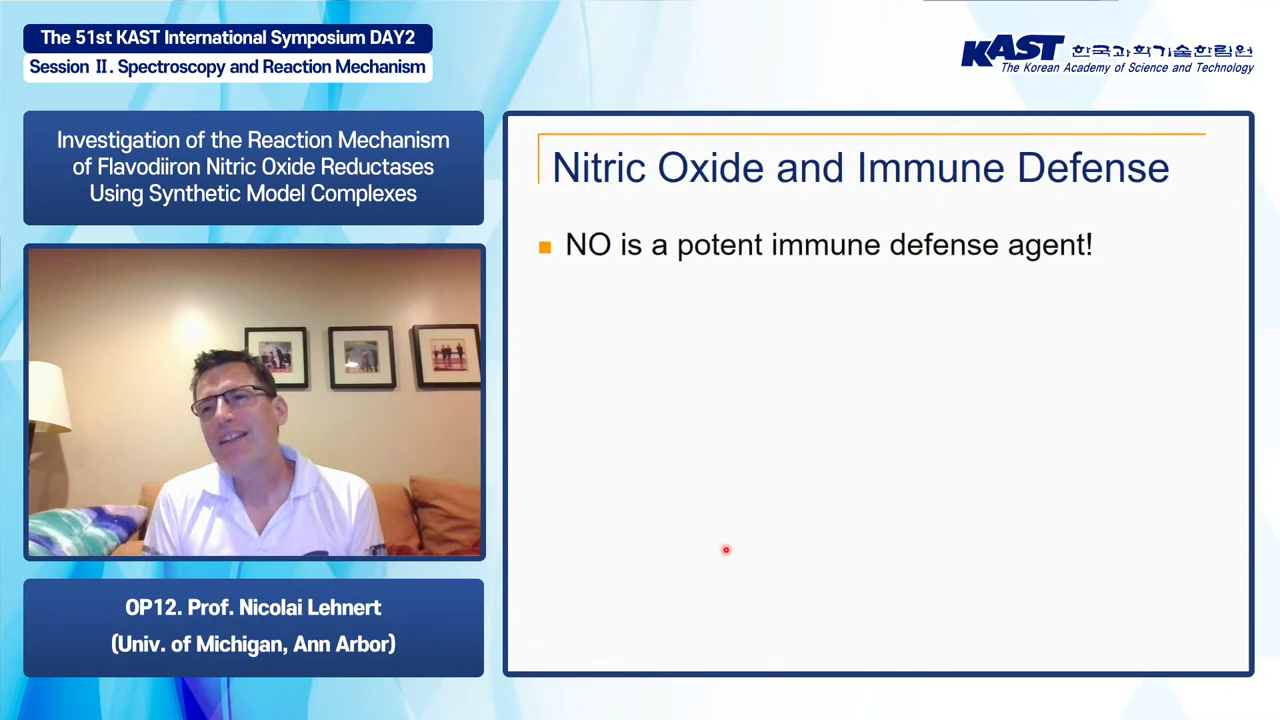 The 51st KAST International Symposium DAY2
Session Ⅱ. Spectroscopy and Reaction Mechanism
KAST 한국과학기술한림원
The Korean Academy of Science and Technology
Investigation of the Reaction Mechanism
of Flavodiiron Nitric Oxide Reductases
Using Synthetic Model Complexes
Nitric Oxide and Immune Defense
NO is a potent immune defense agent!
OP12. Prof. Nicolai Lehnert
(Univ. of Michigan, Ann Arbor)